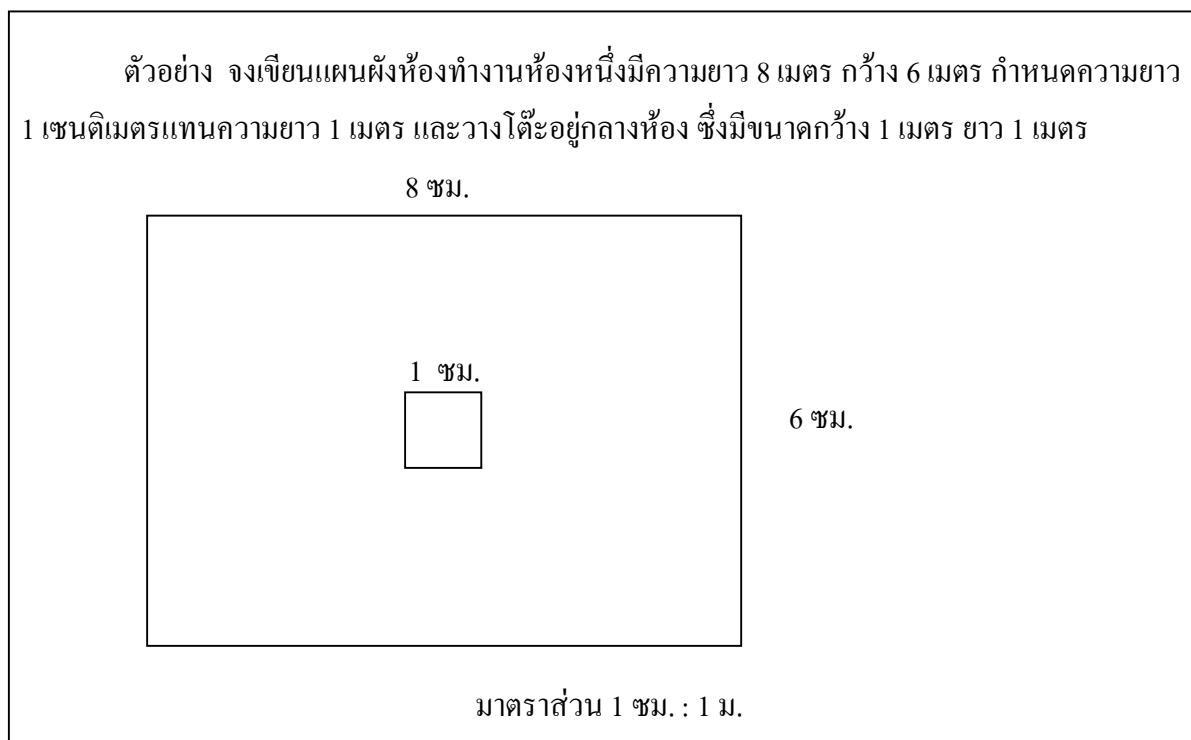 ตัวอย่าง จงเขียนแผนผังห้องทำงานห้องหนึ่งมีความยาว 8 เมตร กว้าง 6 เมตร กำหนดความยาว
1 เซนติเมตรแทนความยาว 1 เมตร และวางโต๊ะอยู่กลางห้อง ซึ่งมีขนาดกว้าง 1 เมตร ยาว 1 เมตร
8 ซม.
1 ซม.
6 ซม.
มาตราส่วน 1 ซม. : 1 ม.